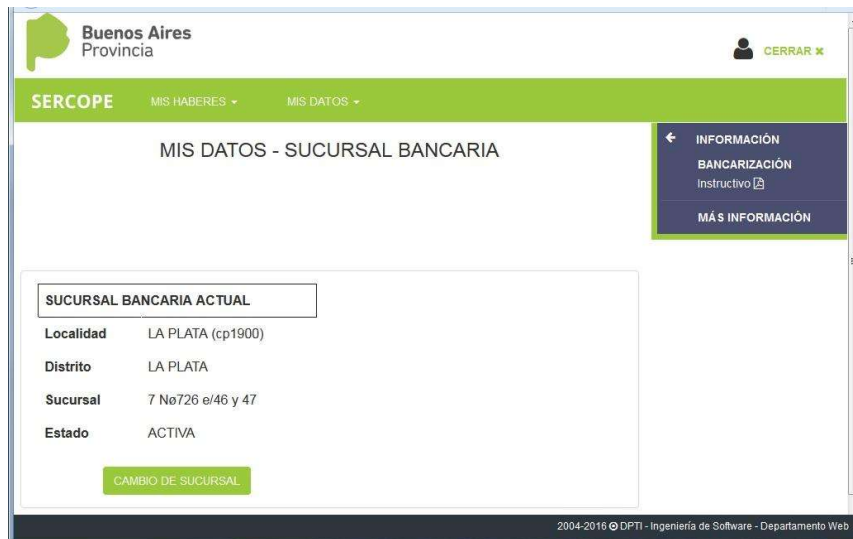 Buenos Aires
Provincia
CERRAR ✖
SERCOPE MIS HABERES MIS DATOS
MIS DATOS - SUCURSAL BANCARIA
INFORMACIÓN
BANCARIZACIÓN
Instructivo
MÁS INFORMACIÓN
SUCURSAL BANCARIA ACTUAL
Localidad LA PLATA (cp1900)
Distrito LA PLATA
Sucursal 7 Nø726 e/46 y 47
Estado ACTIVA
CAMBIO DE SUCURSAL
2004-2016 DPTI - Ingeniería de Software - Departamento Web